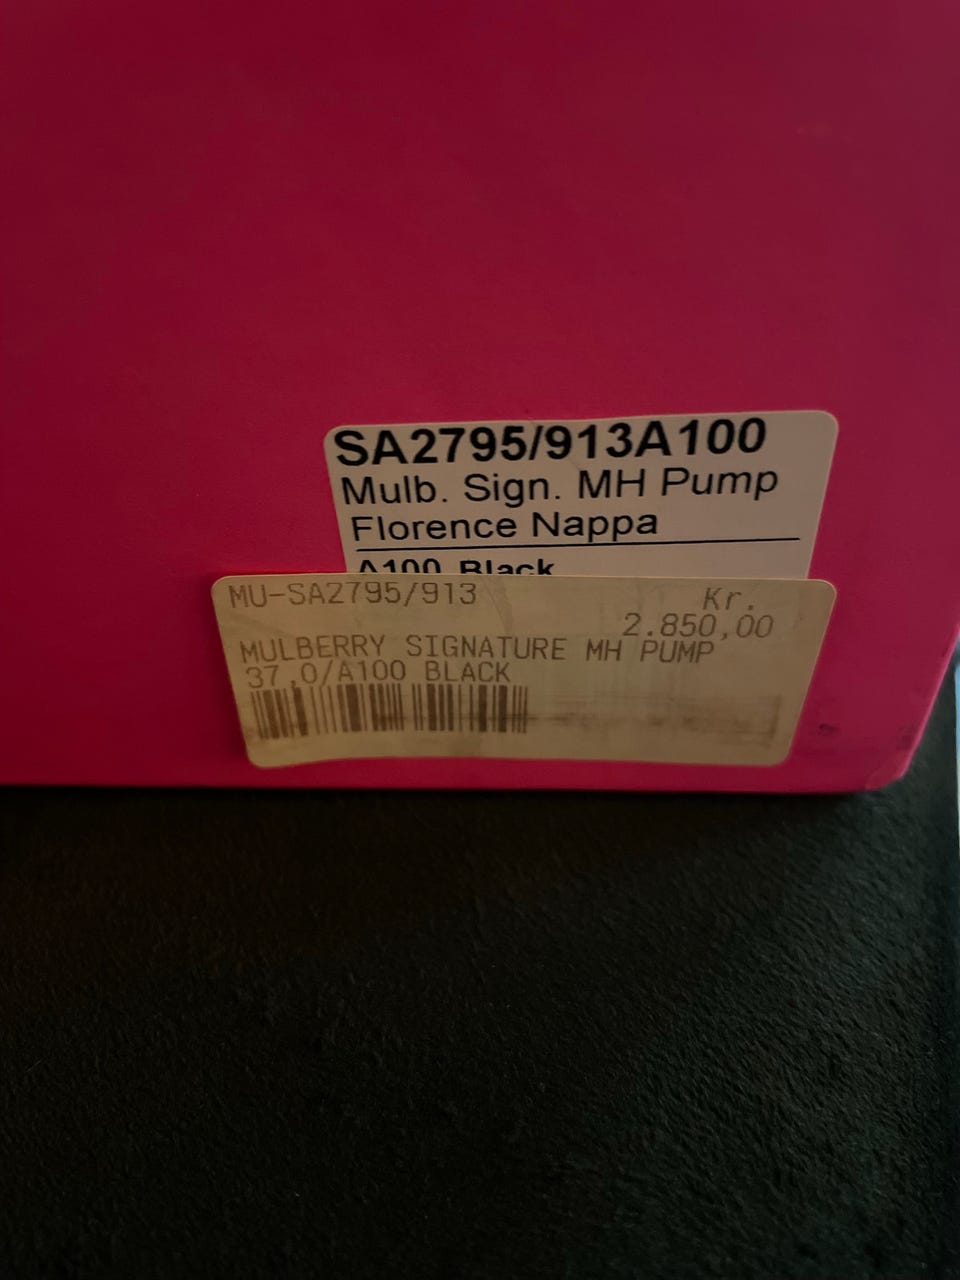 SA2795/913A100
Mulb. Sign. MH Pump
Florence Nappa
A100 Black
MU-SA2795/913
Kr.
2.850,00
MULBERRY SIGNATURE MH PUMP
37,0/A100 BLACK